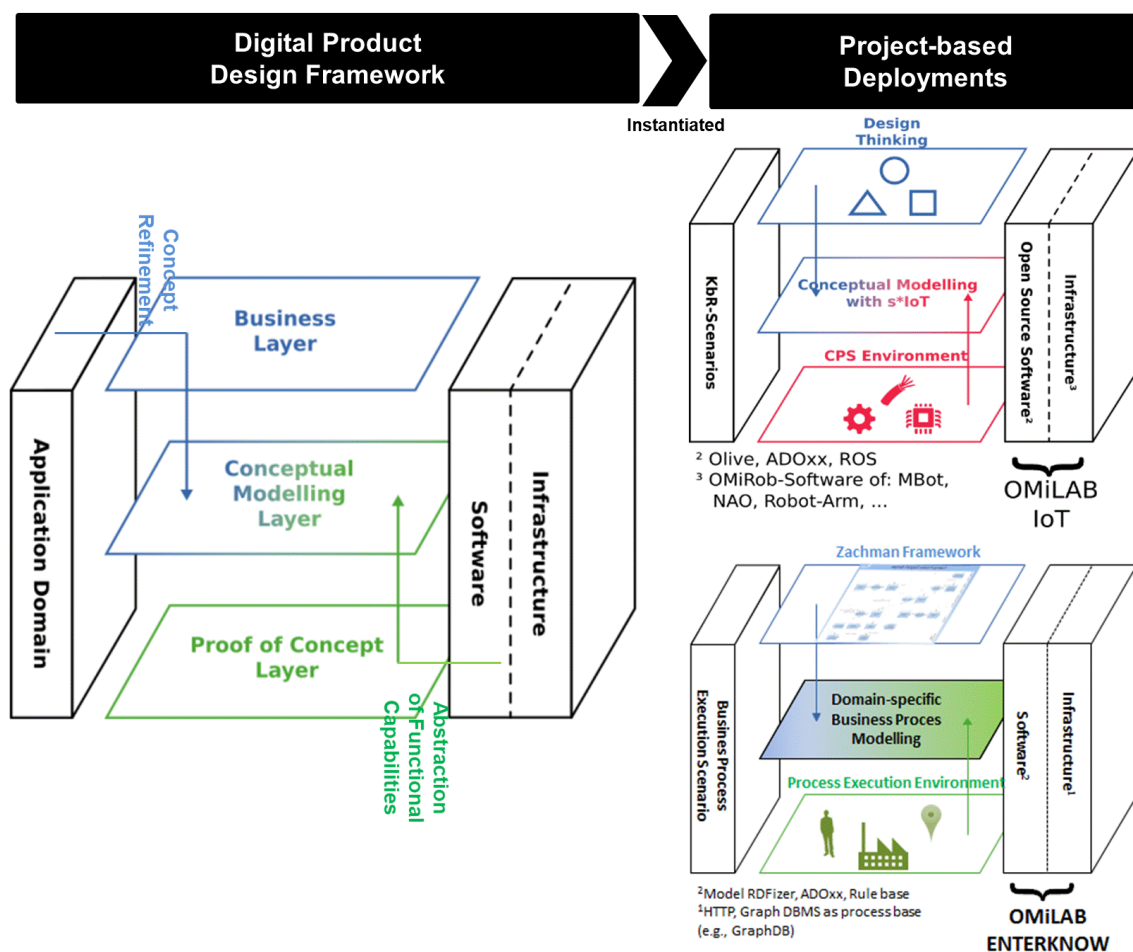 Digital Product
Design Framework
Project-based
Deployments
Instantiated
Concept
Refinement
Business
Layer
Conceptual
Modelling
Layer
Proof of Concept
Layer
Application Domain
Software
Infrastructure
Abstraction
of Functional
Capabilities
Design
Thinking
KbR-Scenarios
Conceptual Modelling
with s*IoT
CPS Environment
Open Source Software²
Infrastructure³
² Olive, ADOxx, ROS
³ OMiRob-Software of: MBot,
NAO, Robot-Arm, ...
OMiLAB
IoT
Zachman Framework
Business Process
Execution Scenario
Domain-specific
Business Proces
Modelling
Process Execution Environment
Software²
Infrastructure¹
²Model RDFizer, ADOxx, Rule base
¹HTTP, Graph DBMS as process base
(e.g., GraphDB)
OMiLAB
ENTERKNOW